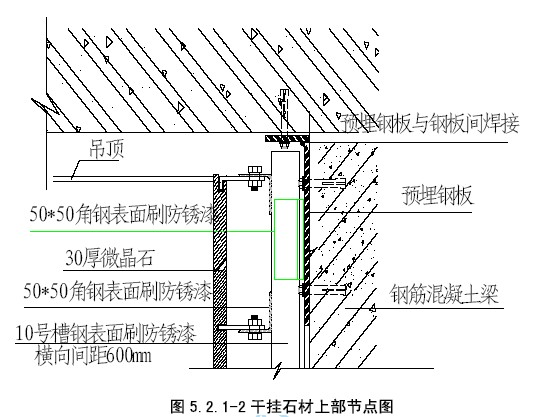 预埋钢板与钢板间焊接
吊顶
预埋钢板
50*50角钢表面刷防锈漆
30厚微晶石
50*50角钢表面刷防锈漆
钢筋混凝土梁
10号槽钢表面刷防锈漆
横向间距600mm
图 5.2.1-2 干挂石材上部节点图